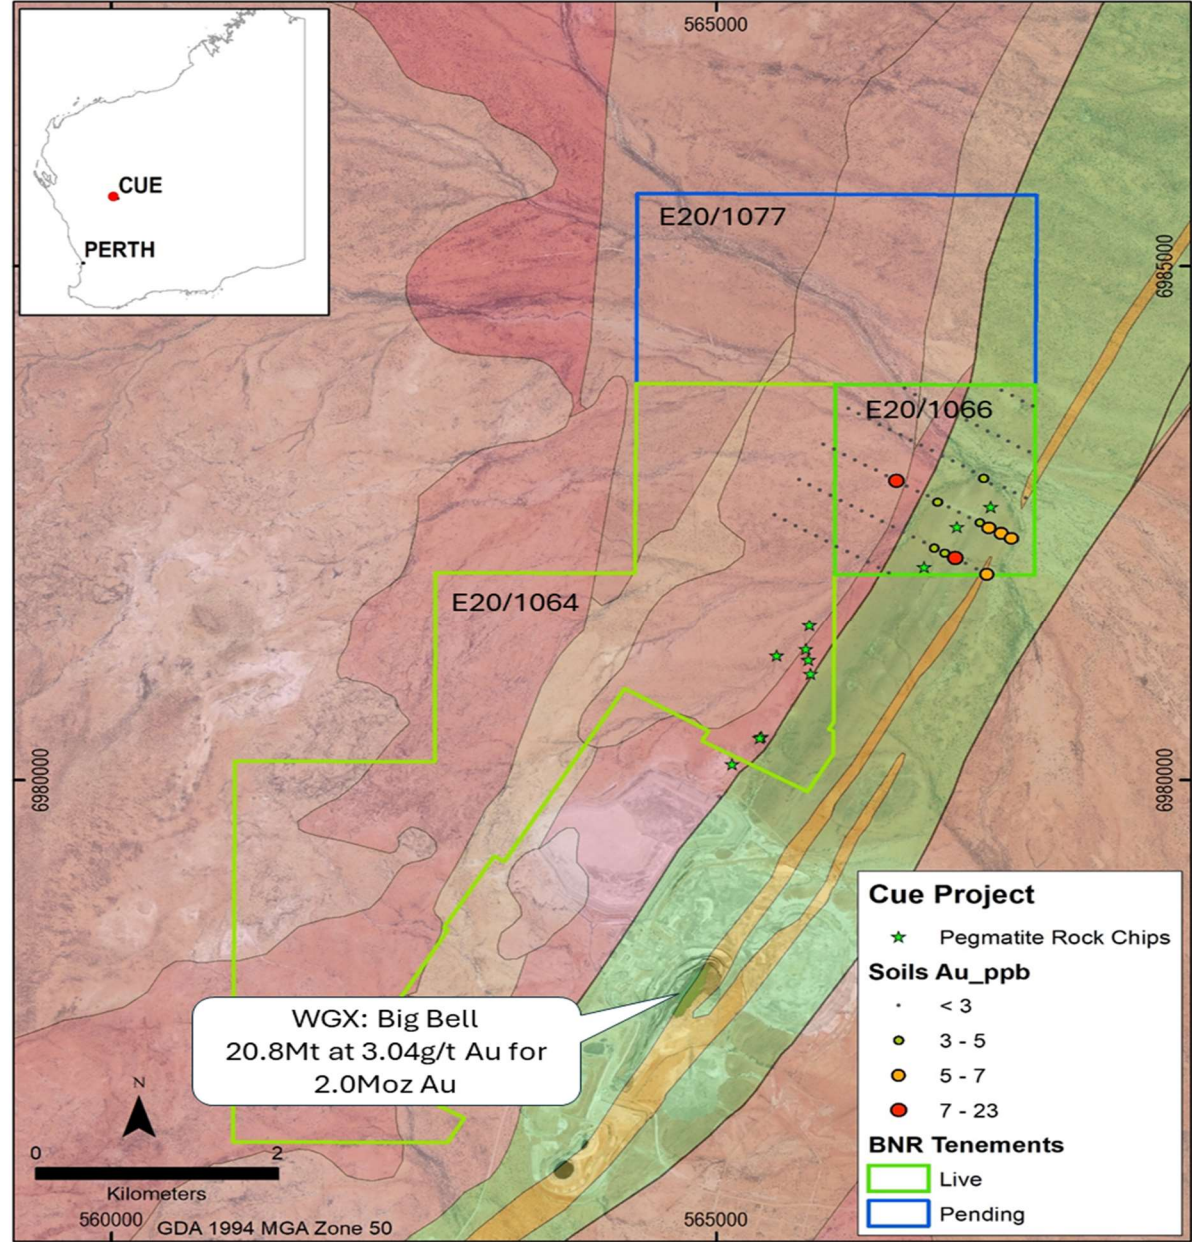 565000
CUE
PERTH
E20/1077
6985000
E20/1066
E20/1064
6980000
6980000
WGX: Big Bell
20.8Mt at 3.04g/t Au for
2.0Moz Au
Cue Project
Pegmatite Rock Chips
Soils Au_ppb
< 3
3 - 5
5 - 7
7 - 23
BNR Tenements
Live
Pending
N
0 2
Kilometers
560000
GDA 1994 MGA Zone 50
565000